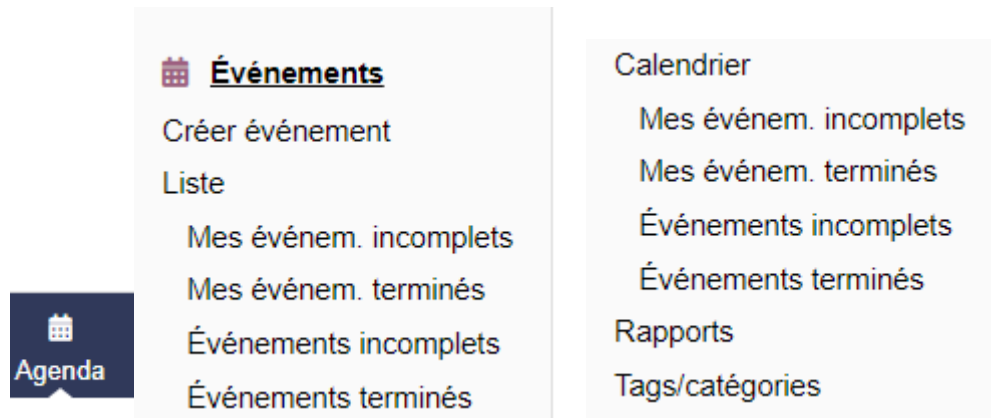 Agenda
Événements
Créer événement
Liste
Mes événem. incomplets
Mes événem. terminés
Événements incomplets
Événements terminés
Calendrier
Mes événem. incomplets
Mes événem. terminés
Événements incomplets
Événements terminés
Rapports
Tags/catégories